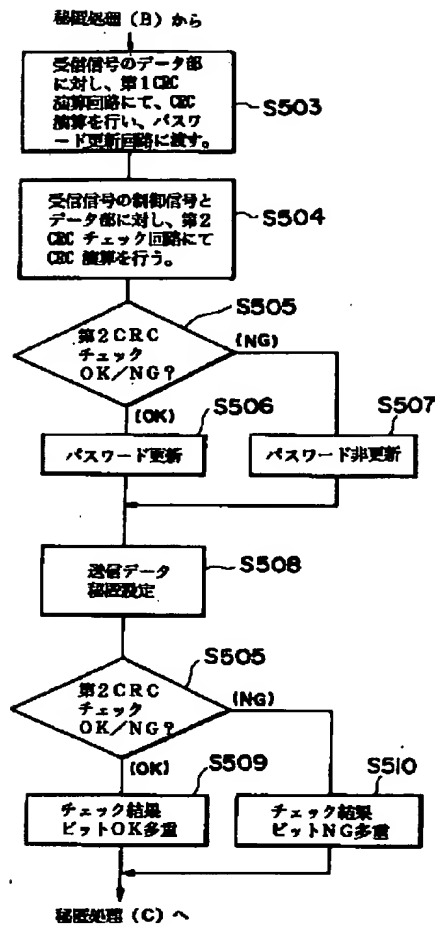 秘匿処理(B)から
受信信号のデータ部
に対し、第1CRC
演算回路にて、CRC
演算を行い、パスワ
ード更新回路に渡す。
S503
受信信号の制御信号と
データ部に対し、第2
CRC チェック回路にて
CRC 演算を行う。
S504
S505
第2CRC
チェック
OK/NG?
(NG)
(OK)
S506
S507
パスワード更新
パスワード非更新
送信データ
秘匿設定
S508
S505
第2CRC
チェック
OK/NG?
(NG)
(OK)
S509
S510
チェック結果
ビットOK多重
チェック結果
ビットNG多重
秘匿処理(C)へ